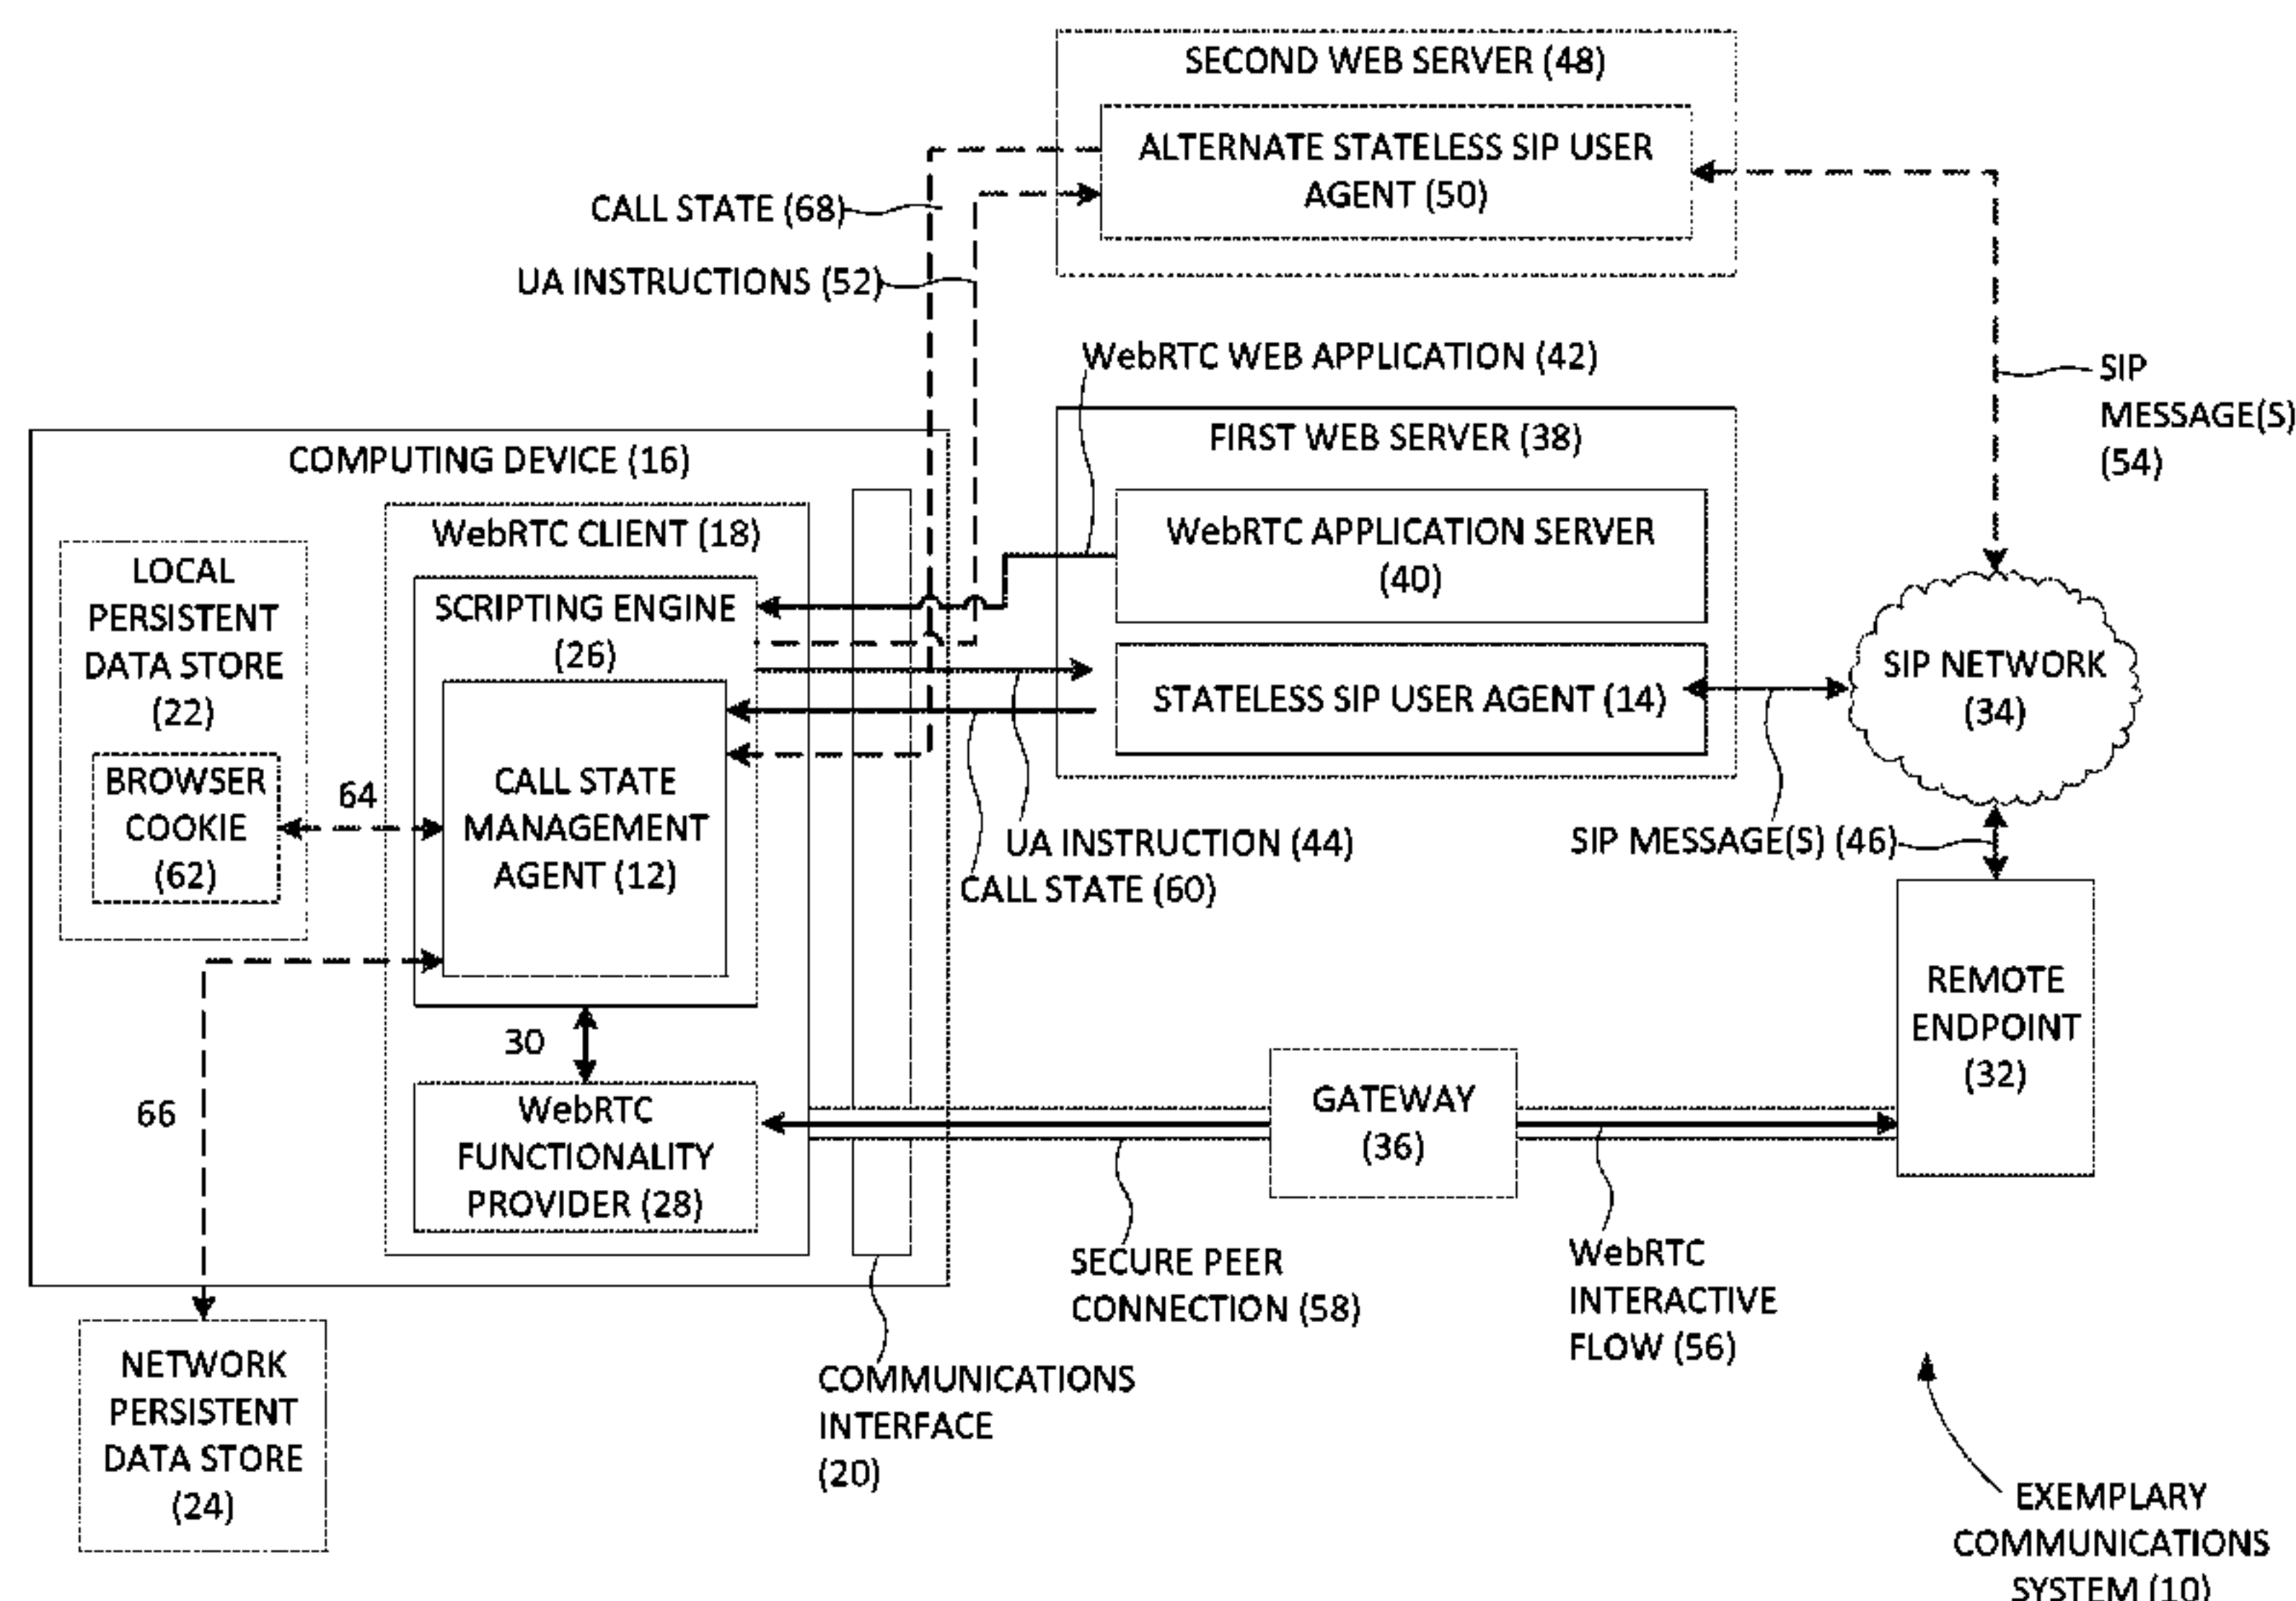 SECOND WEB SERVER (48)
ALTERNATE STATELESS SIP USER
AGENT (50)
CALL STATE (68)
UA INSTRUCTIONS (52)
WebRTC WEB APPLICATION (42)
SIP
MESSAGE(S)
(54)
FIRST WEB SERVER (38)
COMPUTING DEVICE (16)
WebRTC APPLICATION SERVER
(40)
WebRTC CLIENT (18)
LOCAL
PERSISTENT
DATA STORE
(22)
SCRIPTING ENGINE
(26)
STATELESS SIP USER AGENT (14)
SIP NETWORK
(34)
BROWSER
COOKIE
(62)
64
CALL STATE
MANAGEMENT
AGENT (12)
UA INSTRUCTION (44)
CALL STATE (60)
SIP MESSAGE(S) (46)
REMOTE
ENDPOINT
(32)
30
66
WebRTC
FUNCTIONALITY
PROVIDER (28)
GATEWAY
(36)
SECURE PEER
CONNECTION (58)
WebRTC
INTERACTIVE
FLOW (56)
COMMUNICATIONS
INTERFACE
(20)
NETWORK
PERSISTENT
DATA STORE
(24)
EXEMPLARY
COMMUNICATIONS
SYSTEM (10)